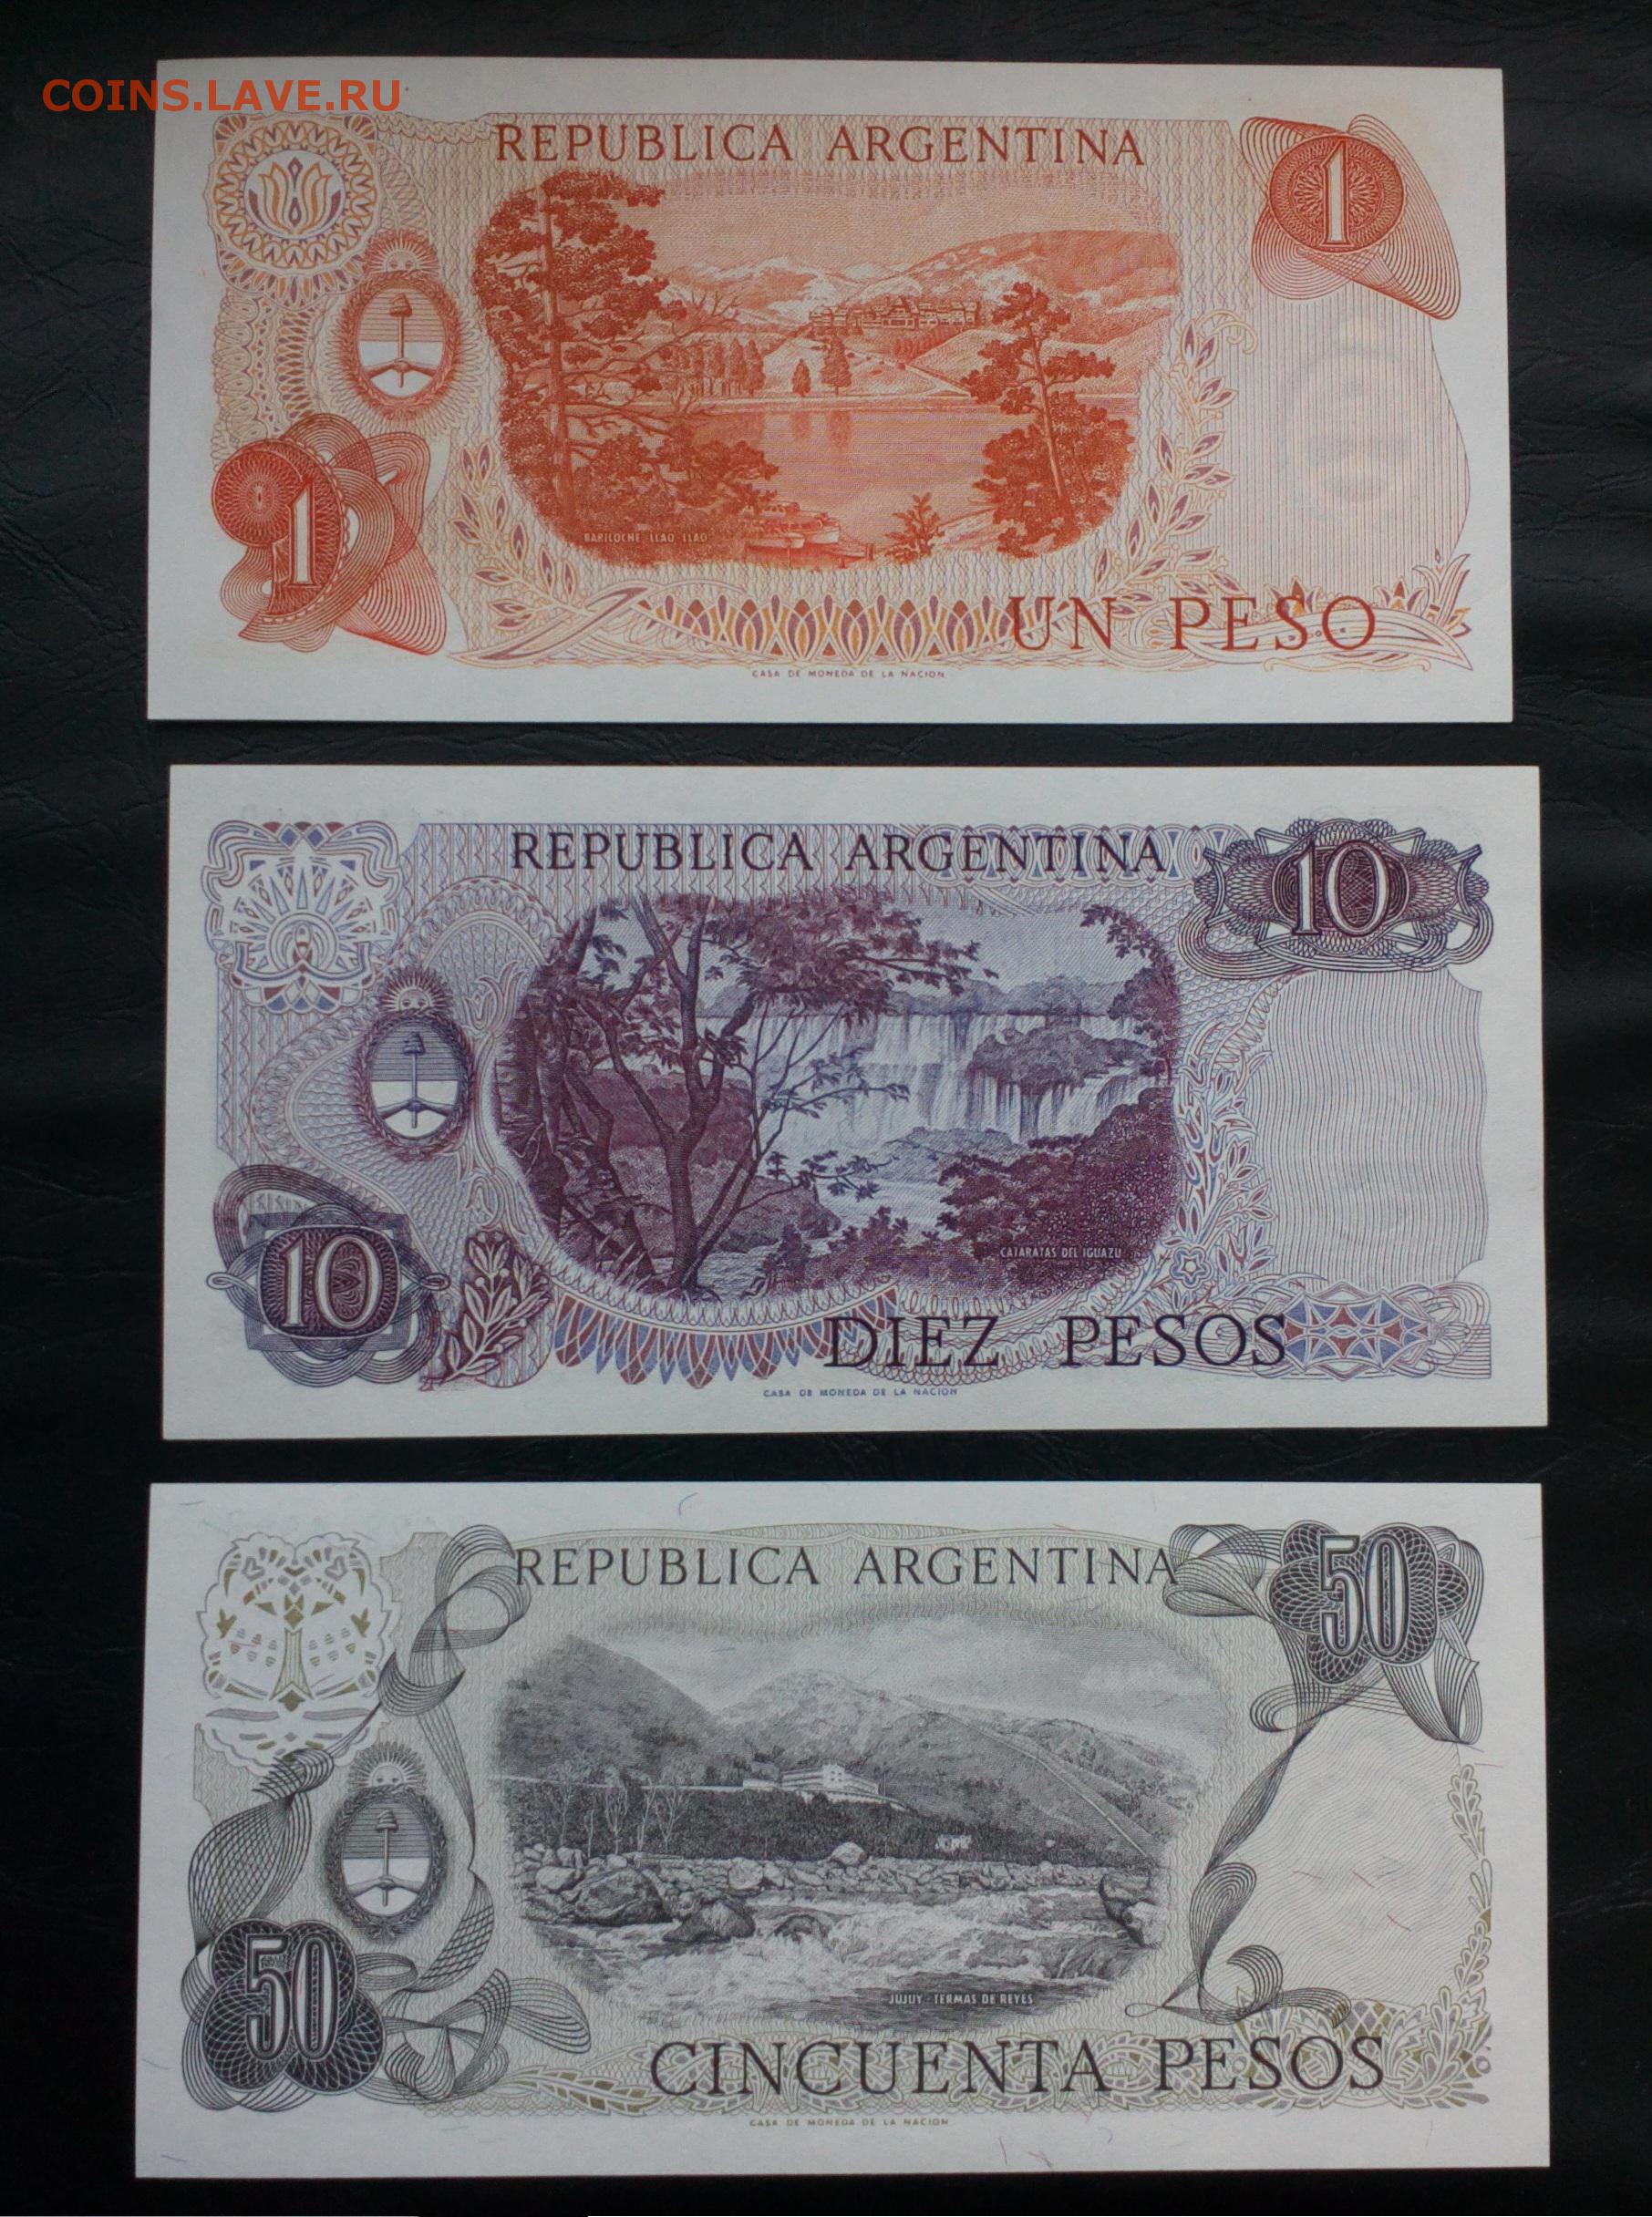 COINS.LAVE.RU
REPUBLICA ARGENTINA
1
1
BARILOCHE LLAO LLAO
UN PESO
CASA DE MONEDA DE LA NACION
REPUBLICA ARGENTINA
10
10
CATARATAS DEL IGUAZU
DIEZ PESOS
CASA DE MONEDA DE LA NACION
REPUBLICA ARGENTINA
50
50
JUJUY - TERMAS DE REYES
CINCUENTA PESOS
CASA DE MONEDA DE LA NACION